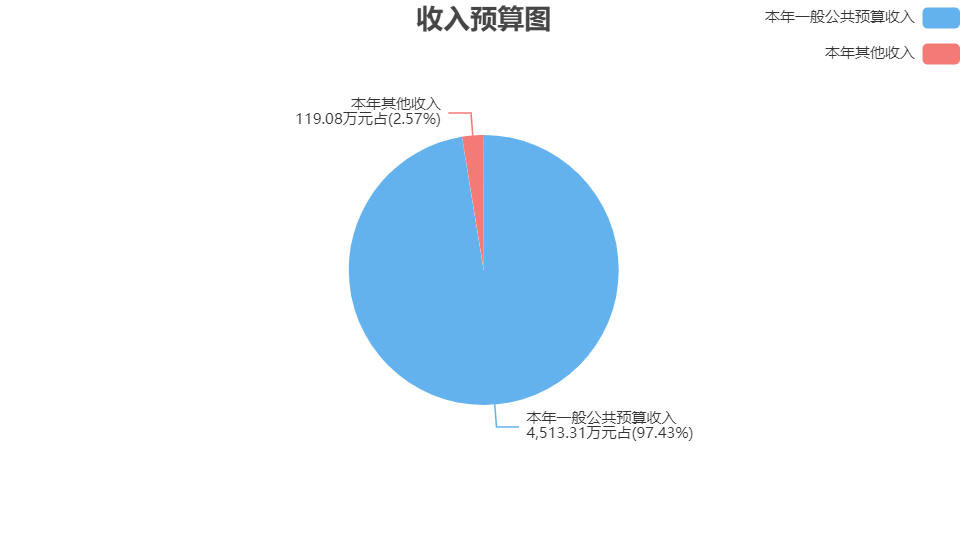 收入预算图
本年一般公共预算收入
本年其他收入
本年其他收入
119.08万元占(2.57%)
本年一般公共预算收入
4,513.31万元占(97.43%)